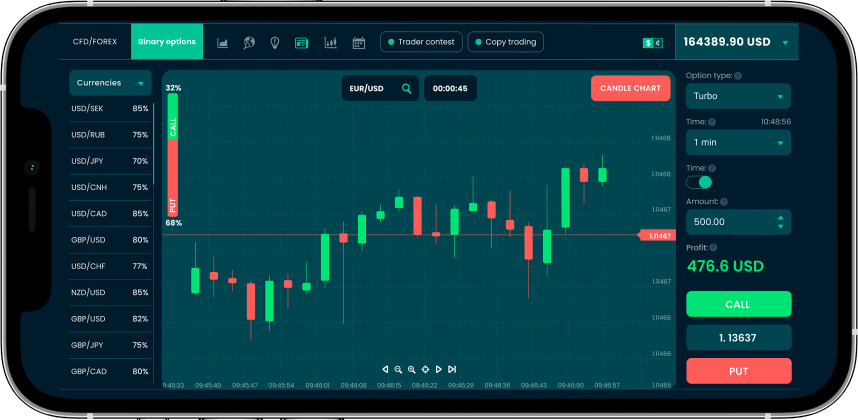 CFD/FOREX
Binary options
Trader contest
Copy trading
$ ¢
164389.90 USD
Currencies
USD/SEK 85%
USD/RUB 75%
USD/JPY 70%
USD/CNH 75%
USD/CAD 85%
GBP/USD 80%
USD/CHF 77%
NZD/USD 85%
GBP/USD 82%
GBP/JPY 75%
GBP/CAD 80%
32%
CALL
PUT
68%
EUR/USD
00:00:45
CANDLE CHART
1.11468
1.11468
1.11467
1.11467
1.11467
1.11466
1.11466
1.11465
9:45:33 09:45:40 09:45:47 09:45:54 09:46:01 09:46:08 09:46:15 09:46:22 09:46:29 09:46:36 09:46:43 09:46:50 09:46:57
Option type: ?
Turbo
Time: ? 10:48:56
1 min
Time: ?
Amount: ?
500.00
Profit: ?
476.6 USD
CALL
1. 13637
PUT